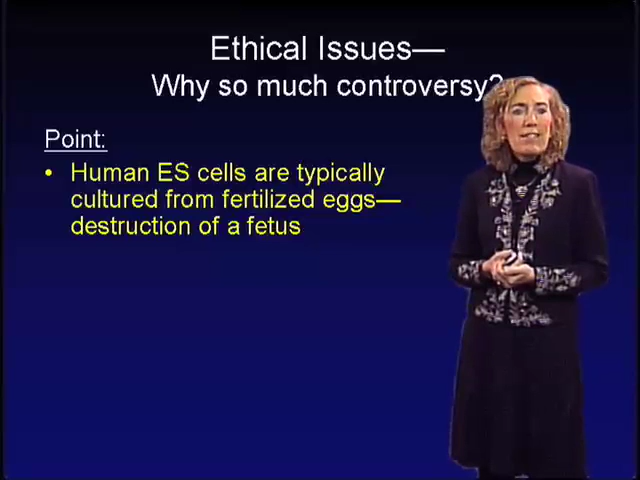 Ethical Issues—
Why so much controversy?
Point:
• Human ES cells are typically
cultured from fertilized eggs—
destruction of a fetus